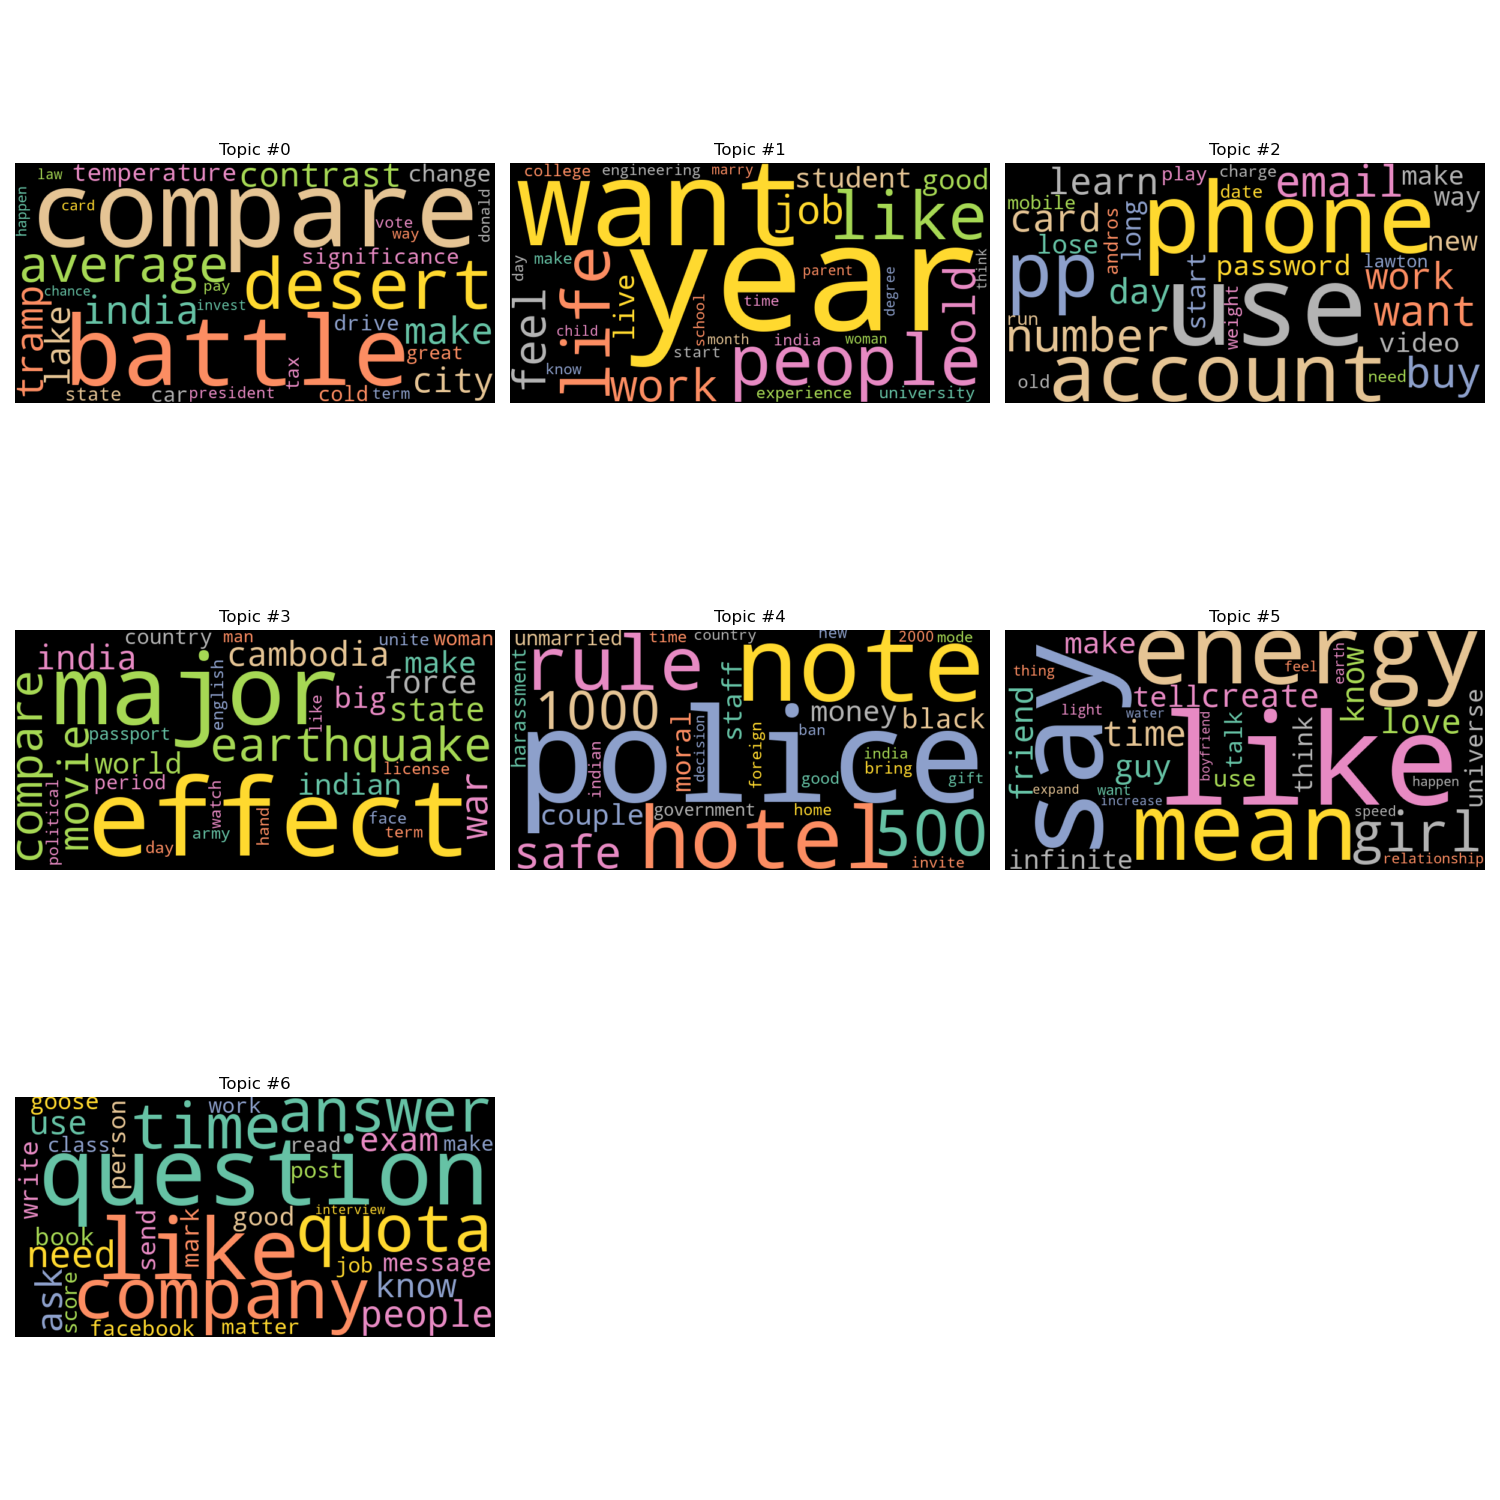 Topic #0
law temperature contrast change
happen card compare vote way donald
significance
average desert
chance pay
india invest
tramp lake drive make
battle great
tax city
state car president cold term
Topic #1
college engineering marry student good
want job like
day make feel know
life live year parent old think
child time school degree
month india woman
start people
work experience university
Topic #2
learn play charge email make
mobile card date way
lose andros long phone new
pp password lawton work
day start use want
run number weight video
old account need buy
Topic #3
country man unite woman
india cambodia make
major english big force
compare like state
movie passport earthquake
world license
period indian
political watch hand war
effect face
day army term
Topic #4
unmarried time country new 2000 mode
harassment rule staff note
1000 money black
moral decision foreign ban
police india
indian good bring gift
couple government home
safe hotel 500
invite
Topic #5
make energy earth know
thing feel
friend say tell create love
light water
time boyfriend talk think universe
guy use like happen
expand want
increase mean speed girl
infinite relationship
Topic #6
goose work answer
use person time
class read exam make
write question post
interview
book good quota
need like send mark
job message
ask score company know
people
facebook matter